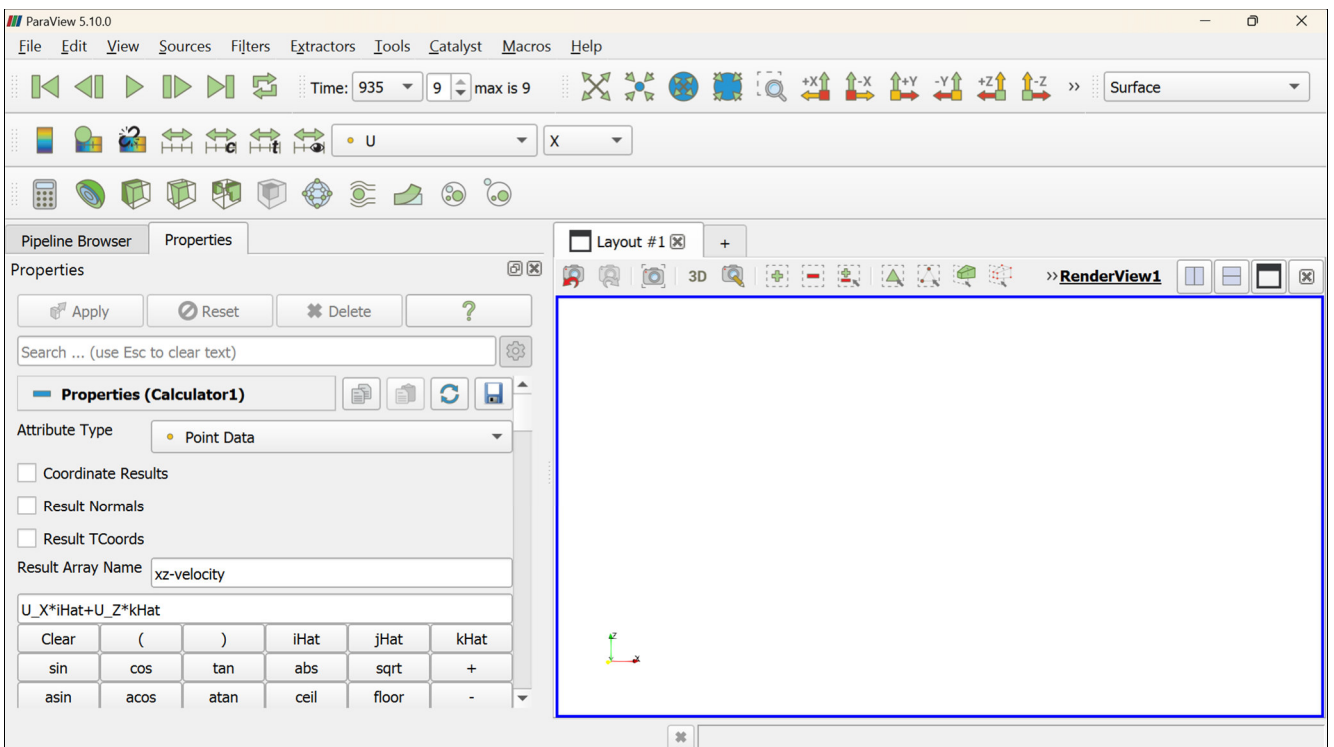 ParaView 5.10.0
File Edit View Sources Filters Extractors Tools Catalyst Macros Help
Time: 935 9 max is 9 +X -X +Y -Y +Z -Z » Surface
c t U X
Pipeline Browser Properties Layout #1 +
Properties 3D »RenderView1
Apply Reset Delete ?
Search ... (use Esc to clear text)
Properties (Calculator1)
Attribute Type Point Data
Coordinate Results
Result Normals
Result TCoords
Result Array Name xz-velocity
U_X*iHat+U_Z*kHat
Clear ( ) iHat jHat kHat
sin cos tan abs sqrt +
asin acos atan ceil floor -
Z
X